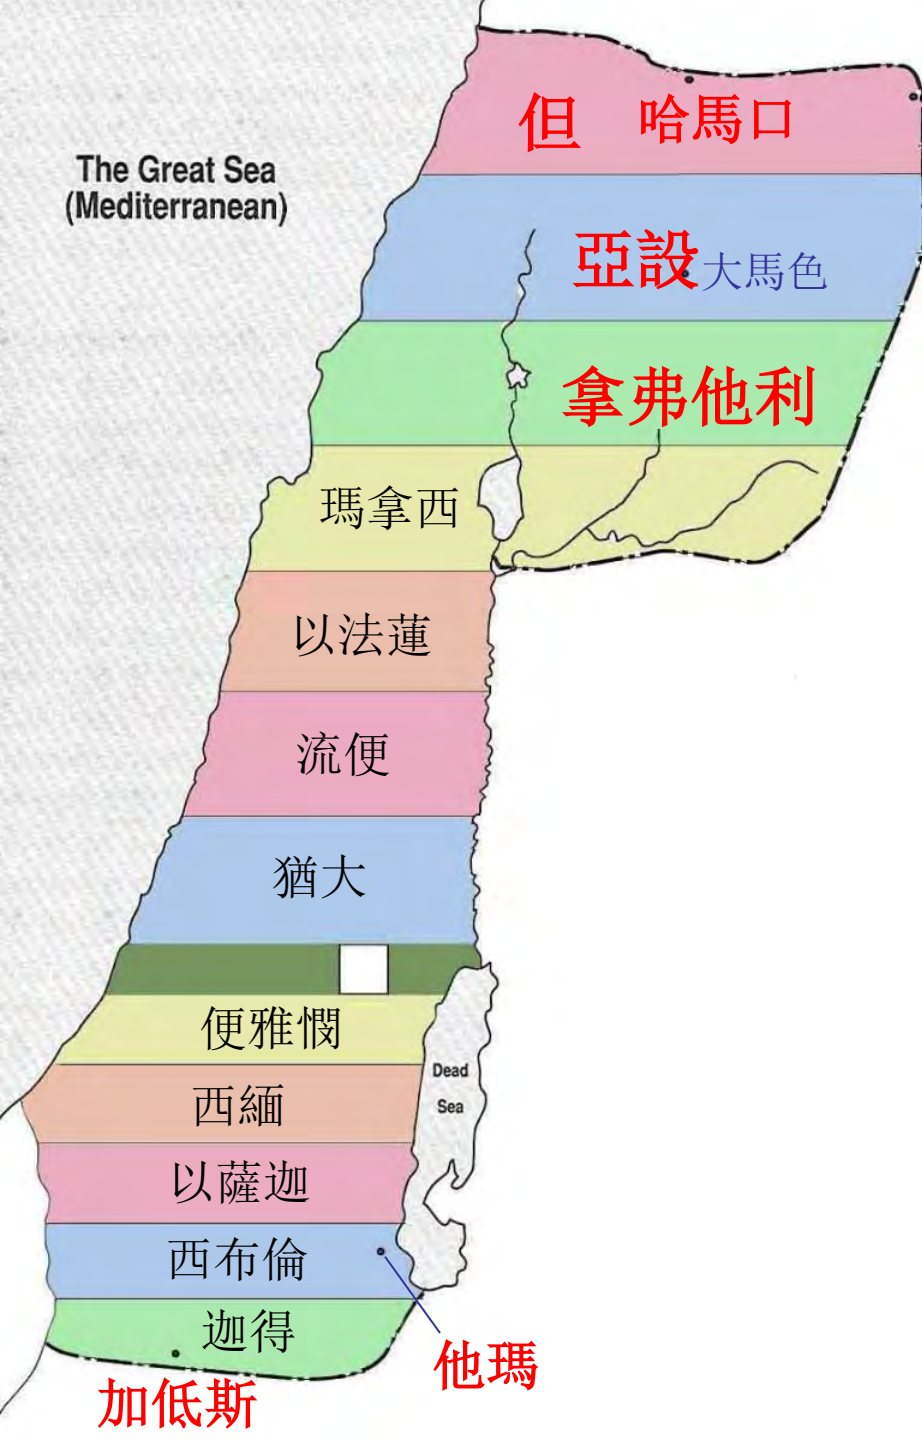 但 哈馬口
The Great Sea
(Mediterranean)
亞設 大馬色
拿弗他利
瑪拿西
以法蓮
流便
猶大
便雅憫
Dead
Sea
西緬
以薩迦
西布倫
迦得
他瑪
加低斯